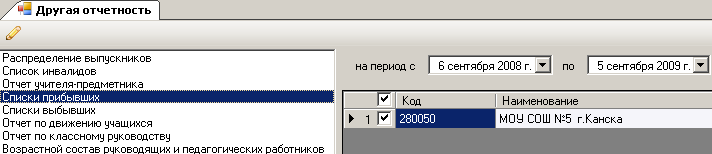 Другая отчетность
Распределение выпускников
Список инвалидов
Отчет учителя-предметника
Списки прибывших
Списки выбывших
Отчет по движению учащихся
Отчет по классному руководству
Возрастной состав руководящих и педагогических работников
на период с 6 сентября 2008 г. по 5 сентября 2009 г.
Код Наименование
1 280050 МОУ СОШ №5 г.Канска